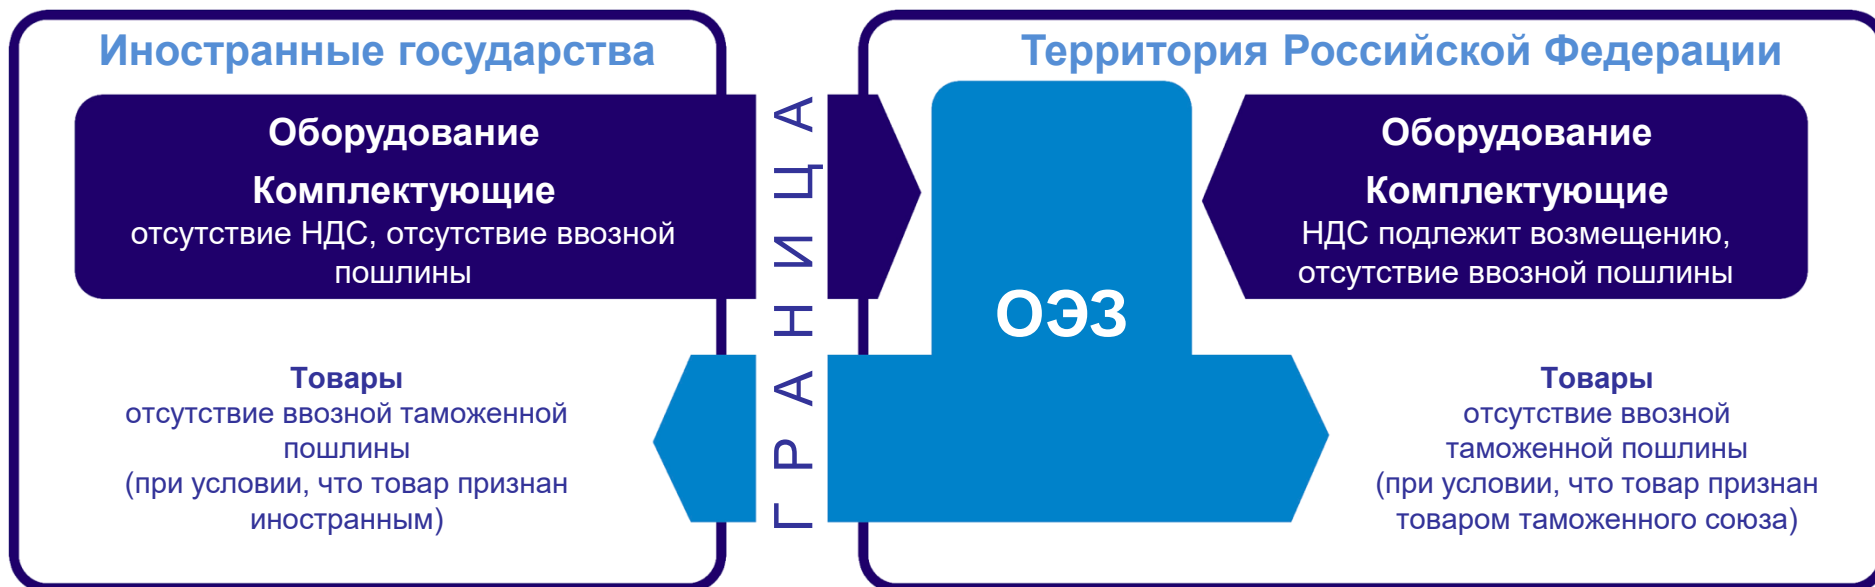 Иностранные государства
Оборудование
Комплектующие
отсутствие НДС, отсутствие ввозной
пошлины
Товары
отсутствие ввозной таможенной
пошлины
(при условии, что товар признан
иностранным)
ГРАНИЦА
Территория Российской Федерации
ОЭЗ
Оборудование
Комплектующие
НДС подлежит возмещению,
отсутствие ввозной пошлины
Товары
отсутствие ввозной
таможенной пошлины
(при условии, что товар признан
товаром таможенного союза)